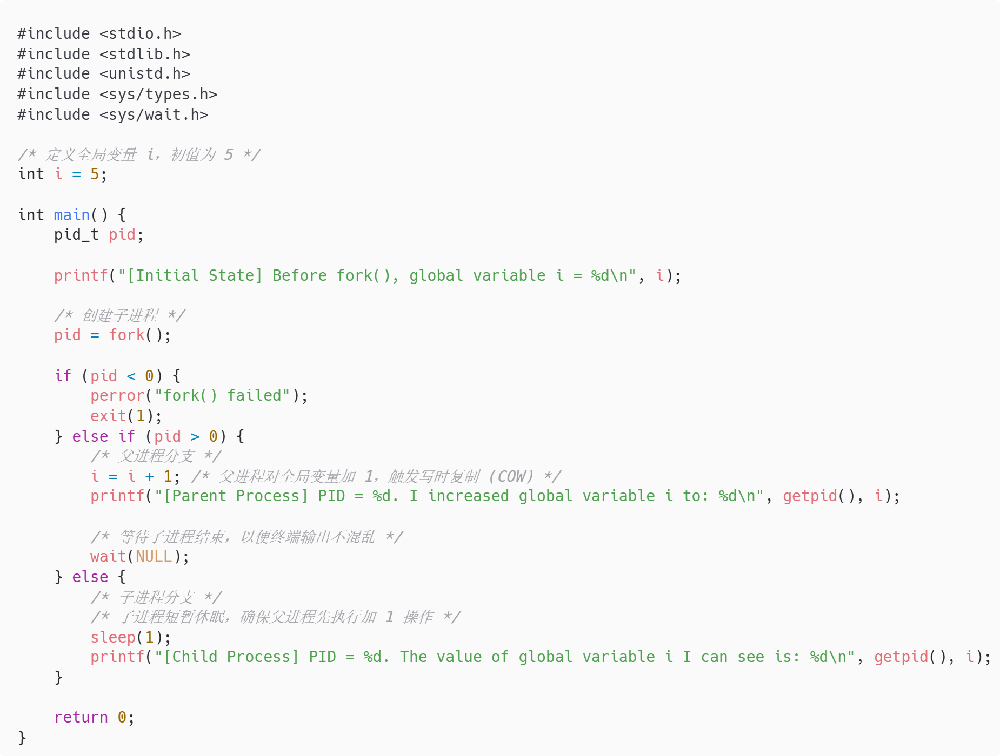 #include <stdio.h>
#include <stdlib.h>
#include <unistd.h>
#include <sys/types.h>
#include <sys/wait.h>

/* 定义全局变量 i，初值为 5 */
int i = 5;

int main() {
    pid_t pid;

    printf("[Initial State] Before fork(), global variable i = %d\n", i);

    /* 创建子进程 */
    pid = fork();

    if (pid < 0) {
        perror("fork() failed");
        exit(1);
    } else if (pid > 0) {
        /* 父进程分支 */
        i = i + 1; /* 父进程对全局变量加 1，触发写时复制 (COW) */
        printf("[Parent Process] PID = %d. I increased global variable i to: %d\n", getpid(), i);

        /* 等待子进程结束，以便终端输出不混乱 */
        wait(NULL);
    } else {
        /* 子进程分支 */
        /* 子进程短暂休眠，确保父进程先执行加 1 操作 */
        sleep(1);
        printf("[Child Process] PID = %d. The value of global variable i I can see is: %d\n", getpid(), i);
    }

    return 0;
}